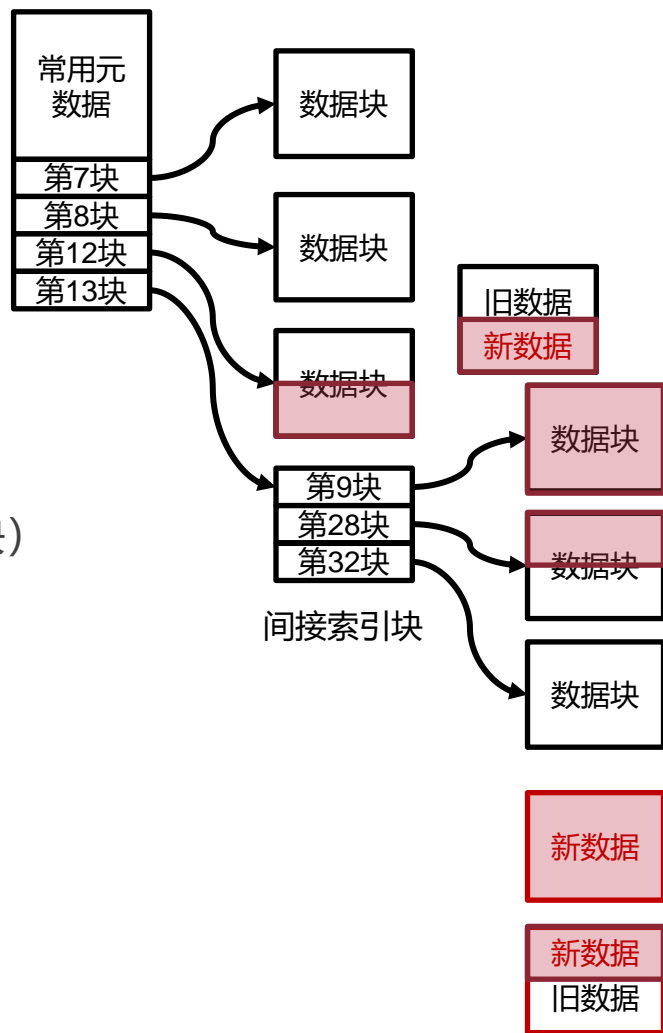 常用元
数据
第7块
第8块
第12块
第13块
数据块
数据块
数据块
旧数据
新数据
块）
第9块
第28块
第32块
间接索引块
数据块
数据块
数据块
新数据
新数据
旧数据